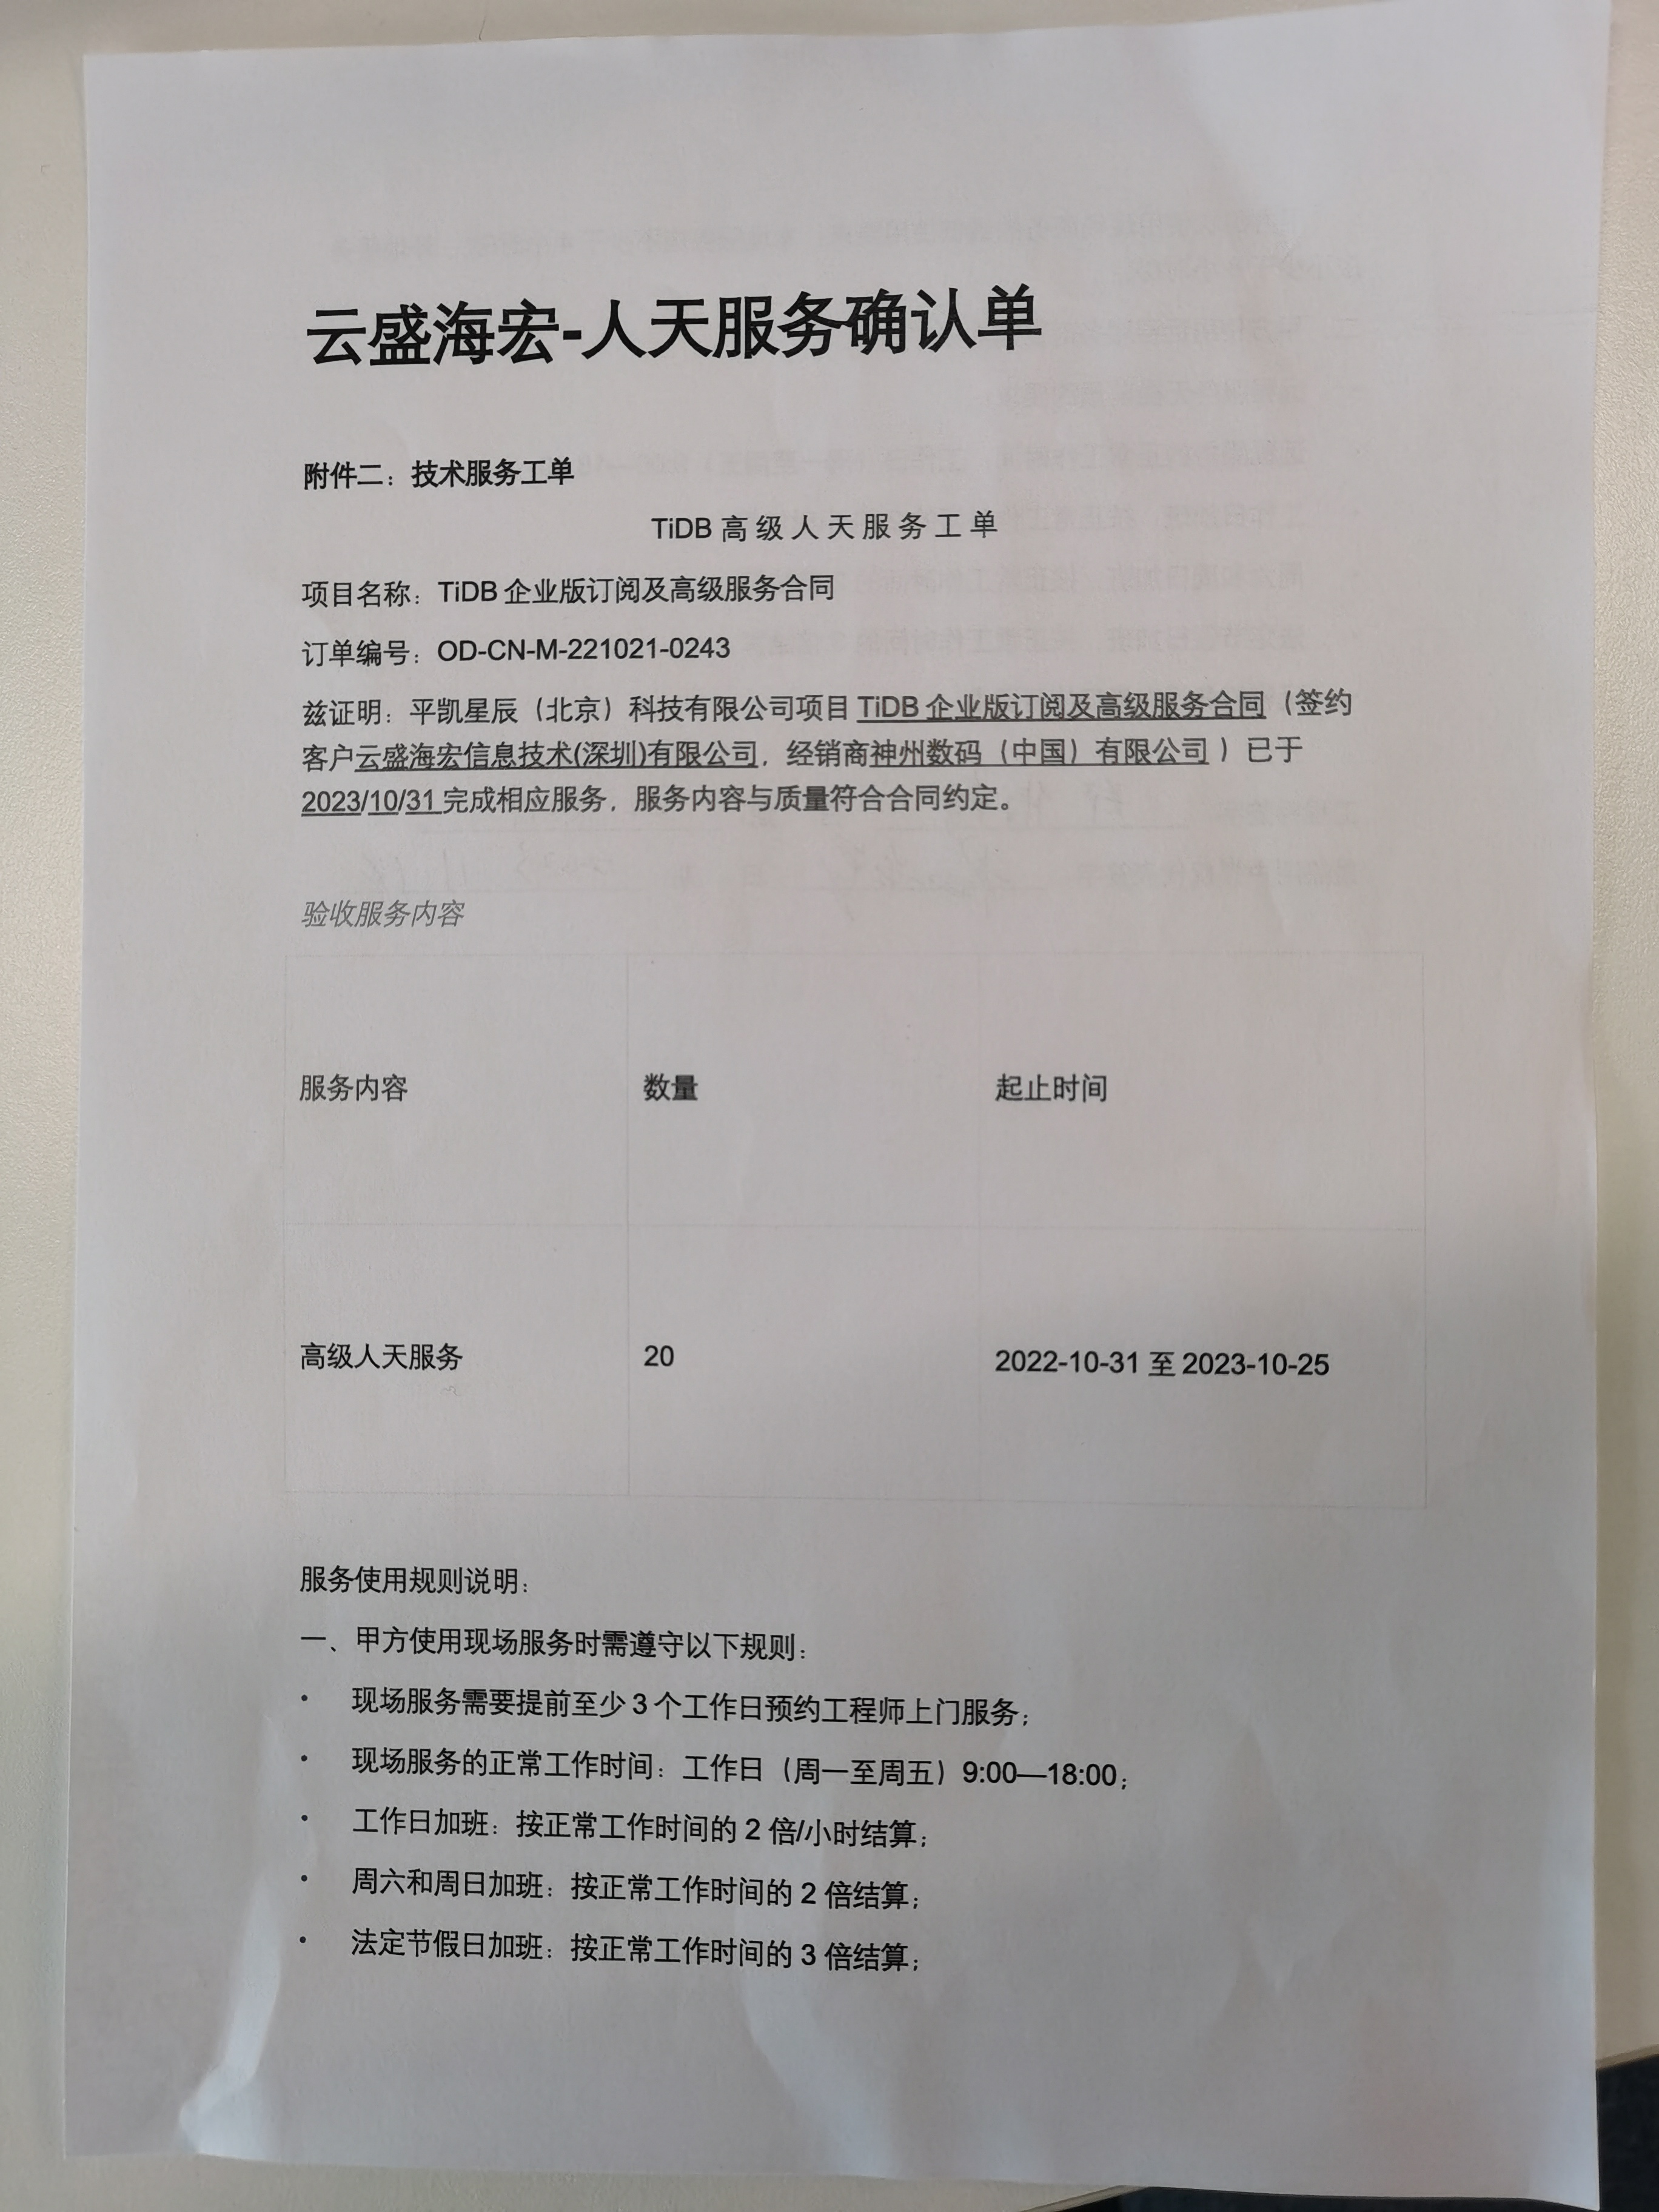 云盛海宏-人天服务确认单
附件二：技术服务工单
TiDB 高级人天服务工单
项目名称：TiDB 企业版订阅及高级服务合同
订单编号：OD-CN-M-221021-0243
兹证明：平凯星辰（北京）科技有限公司项目 TiDB 企业版订阅及高级服务合同（签约
客户云盛海宏信息技术(深圳)有限公司，经销商神州数码（中国）有限公司 ）已于
2023/10/31 完成相应服务，服务内容与质量符合合同约定。
验收服务内容
服务内容 数量 起止时间
高级人天服务 20 2022-10-31 至 2023-10-25
服务使用规则说明：
一、甲方使用现场服务时需遵守以下规则：
• 现场服务需要提前至少 3 个工作日预约工程师上门服务；
• 现场服务的正常工作时间：工作日（周一至周五）9:00—18:00；
• 工作日加班：按正常工作时间的 2 倍/小时结算；
• 周六和周日加班：按正常工作时间的 2 倍结算；
• 法定节假日加班：按正常工作时间的 3 倍结算；